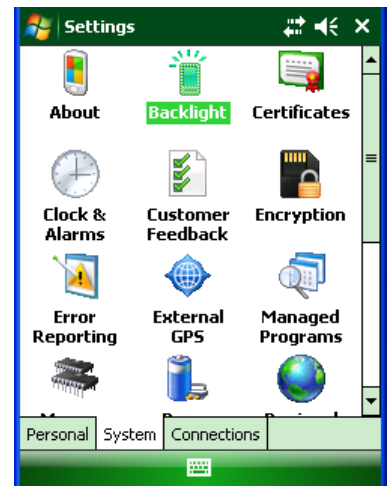 Settings
About Backlight Certificates
Clock & Customer Encryption
Alarms Feedback
Error External Managed
Reporting GPS Programs
Personal System Connections